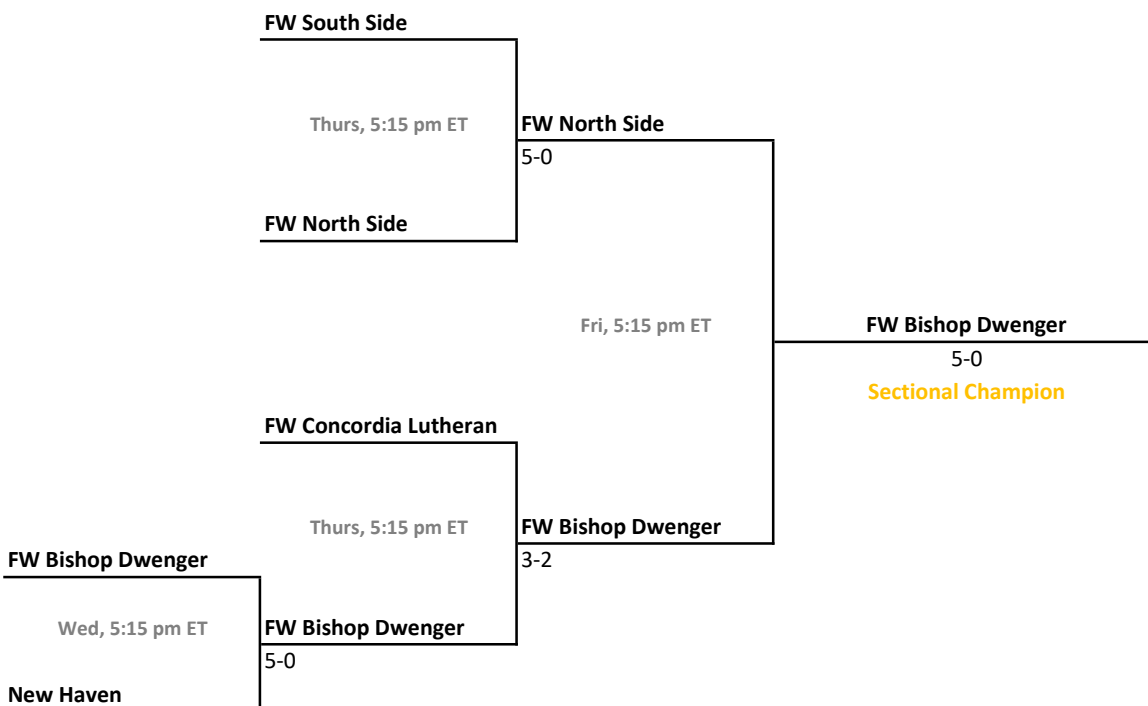 FW South Side
Thurs, 5:15 pm ET
FW North Side
5-0
FW North Side
Fri, 5:15 pm ET
FW Bishop Dwenger
5-0
Sectional Champion
FW Concordia Lutheran
Thurs, 5:15 pm ET
FW Bishop Dwenger
3-2
FW Bishop Dwenger
Wed, 5:15 pm ET
FW Bishop Dwenger
5-0
New Haven